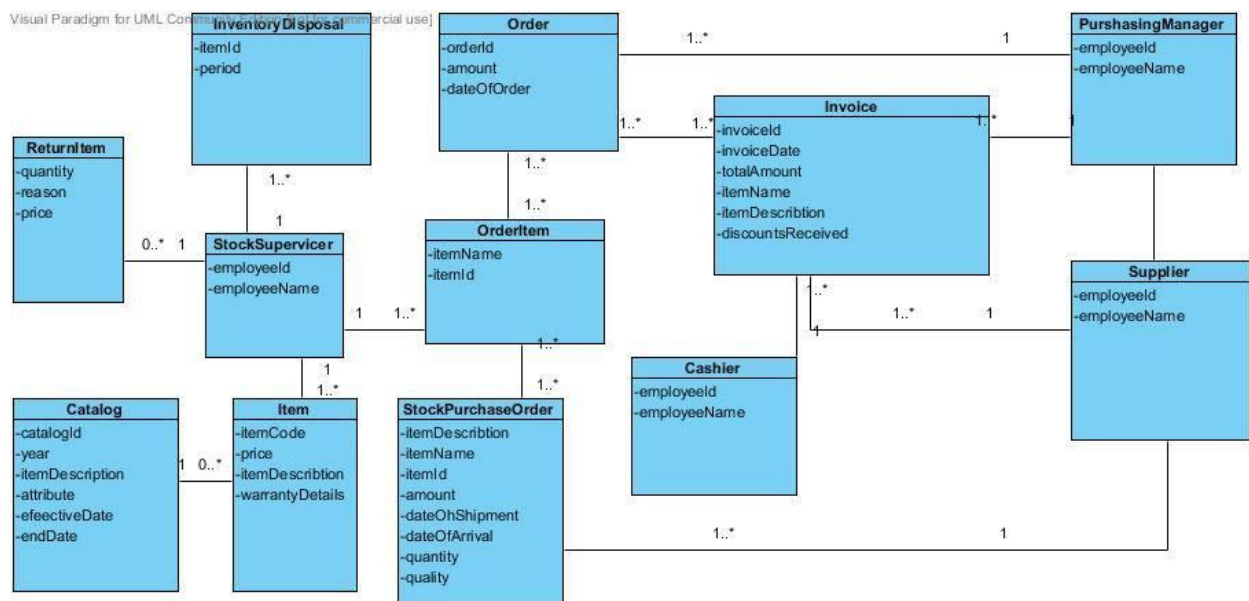 Visual Paradigm for UML Community Edition [not for commercial use]
InventoryDisposal
-itemId
-period
Order
-orderId
-amount
-dateOfOrder
1..*
1
PurshasingManager
-employeeId
-employeeName
ReturnItem
-quantity
-reason
-price
1..*
1..*
Invoice
-invoiceId
-invoiceDate
-totalAmount
-itemName
-itemDescribtion
-discountsReceived
1..*
1
1..*
1
1..*
1..*
0..*
1
StockSupervicer
-employeeId
-employeeName
OrderItem
-itemName
-itemId
Supplier
-employeeId
-employeeName
1
1..*
1..*
1
1..*
1
1..*
1..*
1
1..*
Cashier
-employeeId
-employeeName
Catalog
-catalogId
-year
-itemDescription
-attribute
-efeectiveDate
-endDate
1
0..*
Item
-itemCode
-price
-itemDescribtion
-warrantyDetails
StockPurchaseOrder
-itemDescribtion
-itemName
-itemId
-amount
-dateOhShipment
-dateOfArrival
-quantity
-quality
1..*
1